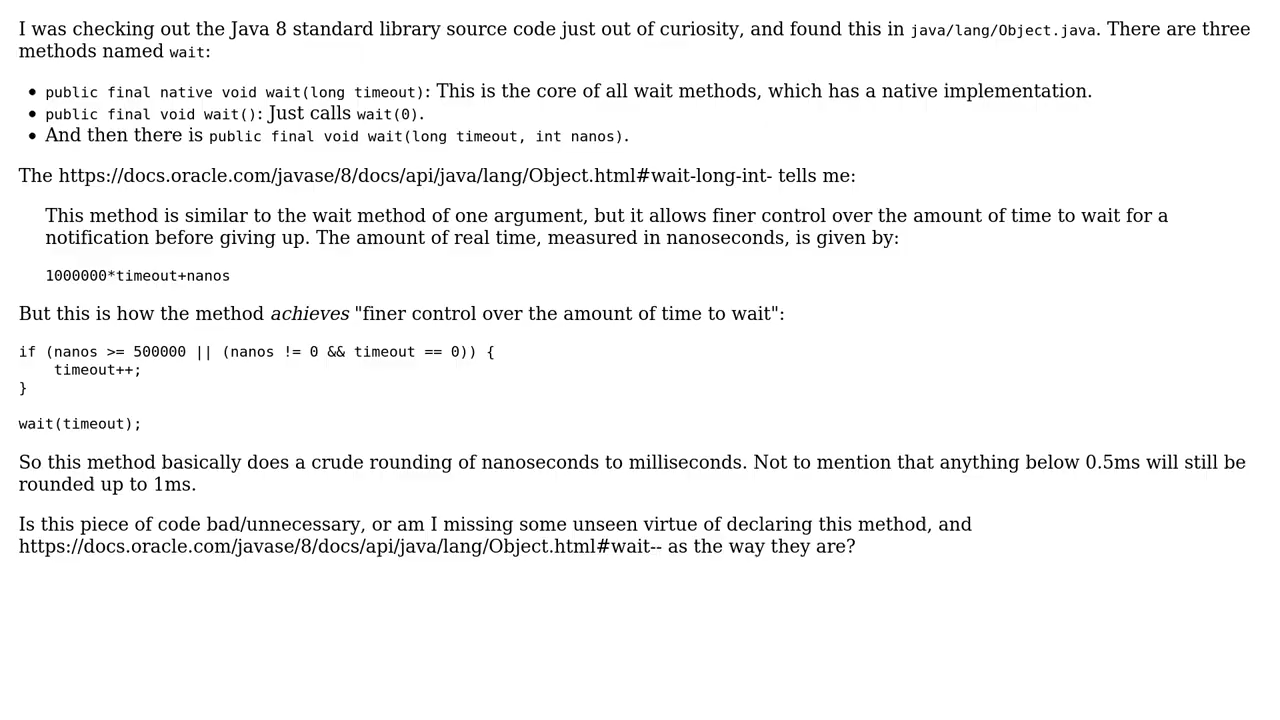 I was checking out the Java 8 standard library source code just out of curiosity, and found this in java/lang/Object.java. There are three
methods named wait:
• public final native void wait(long timeout): This is the core of all wait methods, which has a native implementation.
• public final void wait(): Just calls wait(0).
• And then there is public final void wait(long timeout, int nanos).
The https://docs.oracle.com/javase/8/docs/api/java/lang/Object.html#wait-long-int- tells me:
This method is similar to the wait method of one argument, but it allows finer control over the amount of time to wait for a
notification before giving up. The amount of real time, measured in nanoseconds, is given by:
1000000*timeout+nanos
But this is how the method achieves "finer control over the amount of time to wait":
if (nanos >= 500000 || (nanos != 0 && timeout == 0)) {
    timeout++;
}
wait(timeout);
So this method basically does a crude rounding of nanoseconds to milliseconds. Not to mention that anything below 0.5ms will still be
rounded up to 1ms.
Is this piece of code bad/unnecessary, or am I missing some unseen virtue of declaring this method, and
https://docs.oracle.com/javase/8/docs/api/java/lang/Object.html#wait-- as the way they are?